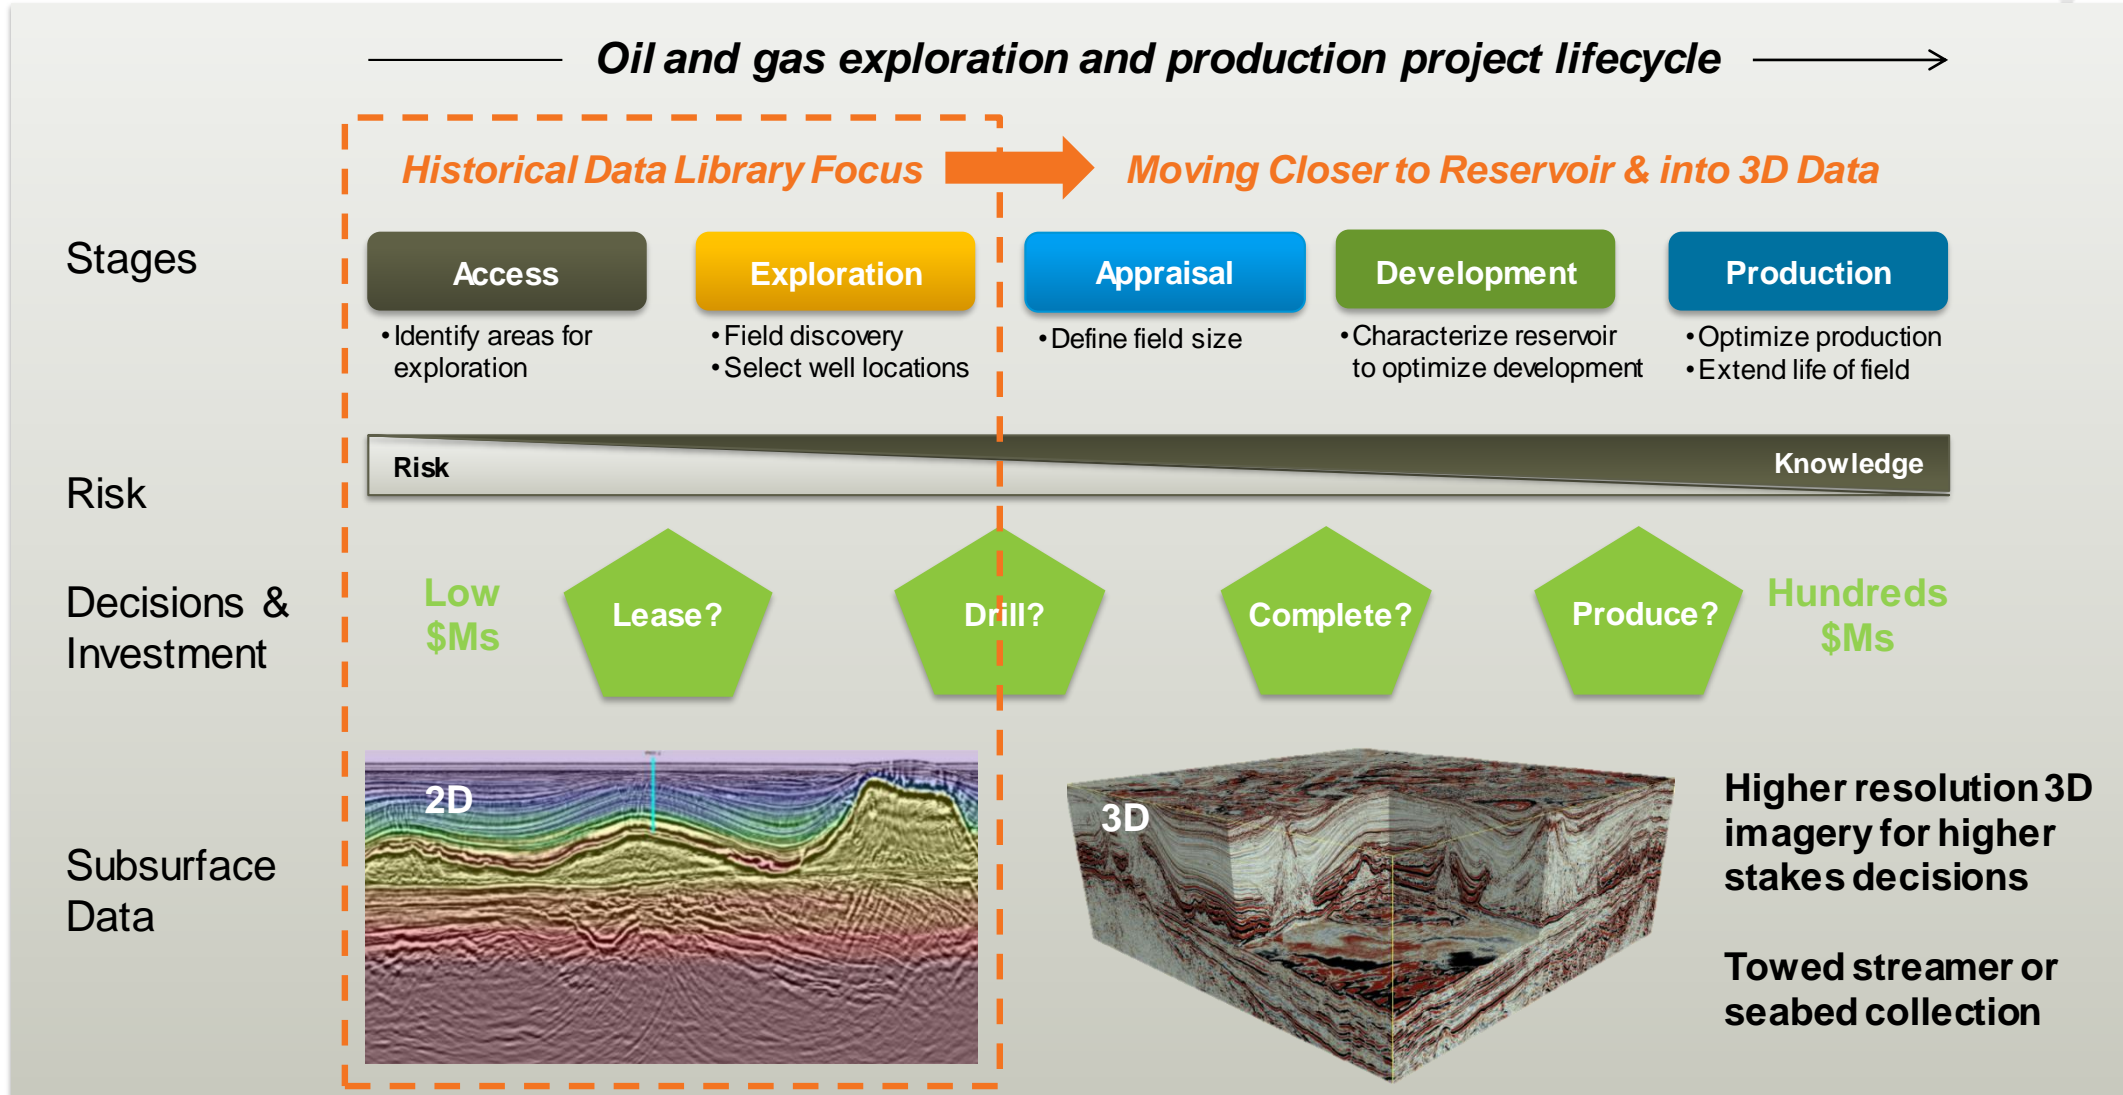 Oil and gas exploration and production project lifecycle
Historical Data Library Focus
Moving Closer to Reservoir & into 3D Data
Stages
Access
Exploration
Appraisal
Development
Production
• Identify areas for
exploration
• Field discovery
• Select well locations
• Define field size
• Characterize reservoir
to optimize development
• Optimize production
• Extend life of field
Risk
Risk
Knowledge
Decisions &
Investment
Low
$Ms
Lease?
Drill?
Complete?
Produce?
Hundreds
$Ms
Subsurface
Data
2D
3D
Higher resolution 3D
imagery for higher
stakes decisions
Towed streamer or
seabed collection